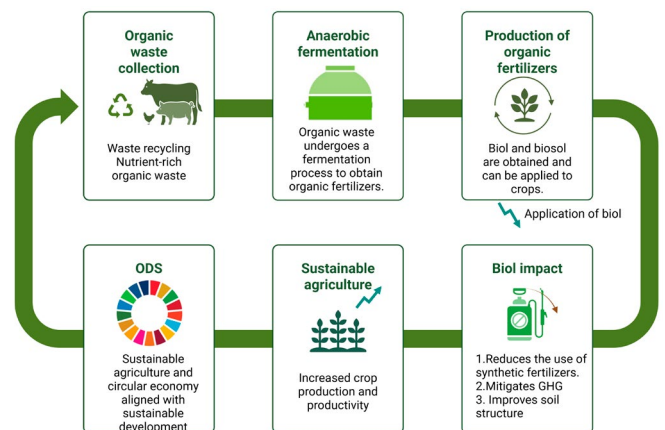 Organic
waste
collection
Waste recycling
Nutrient-rich
organic waste
Anaerobic
fermentation
Organic waste
undergoes a
fermentation
process to obtain
organic fertilizers.
Production of
organic
fertilizers
Biol and biosol
are obtained and
can be applied to
crops.
Application of biol
ODS
Sustainable
agriculture and
circular economy
aligned with
sustainable
development
Sustainable
agriculture
Increased crop
production and
productivity
Biol impact
1.Reduces the use of
synthetic fertilizers.
2.Mitigates GHG
3. Improves soil
structure